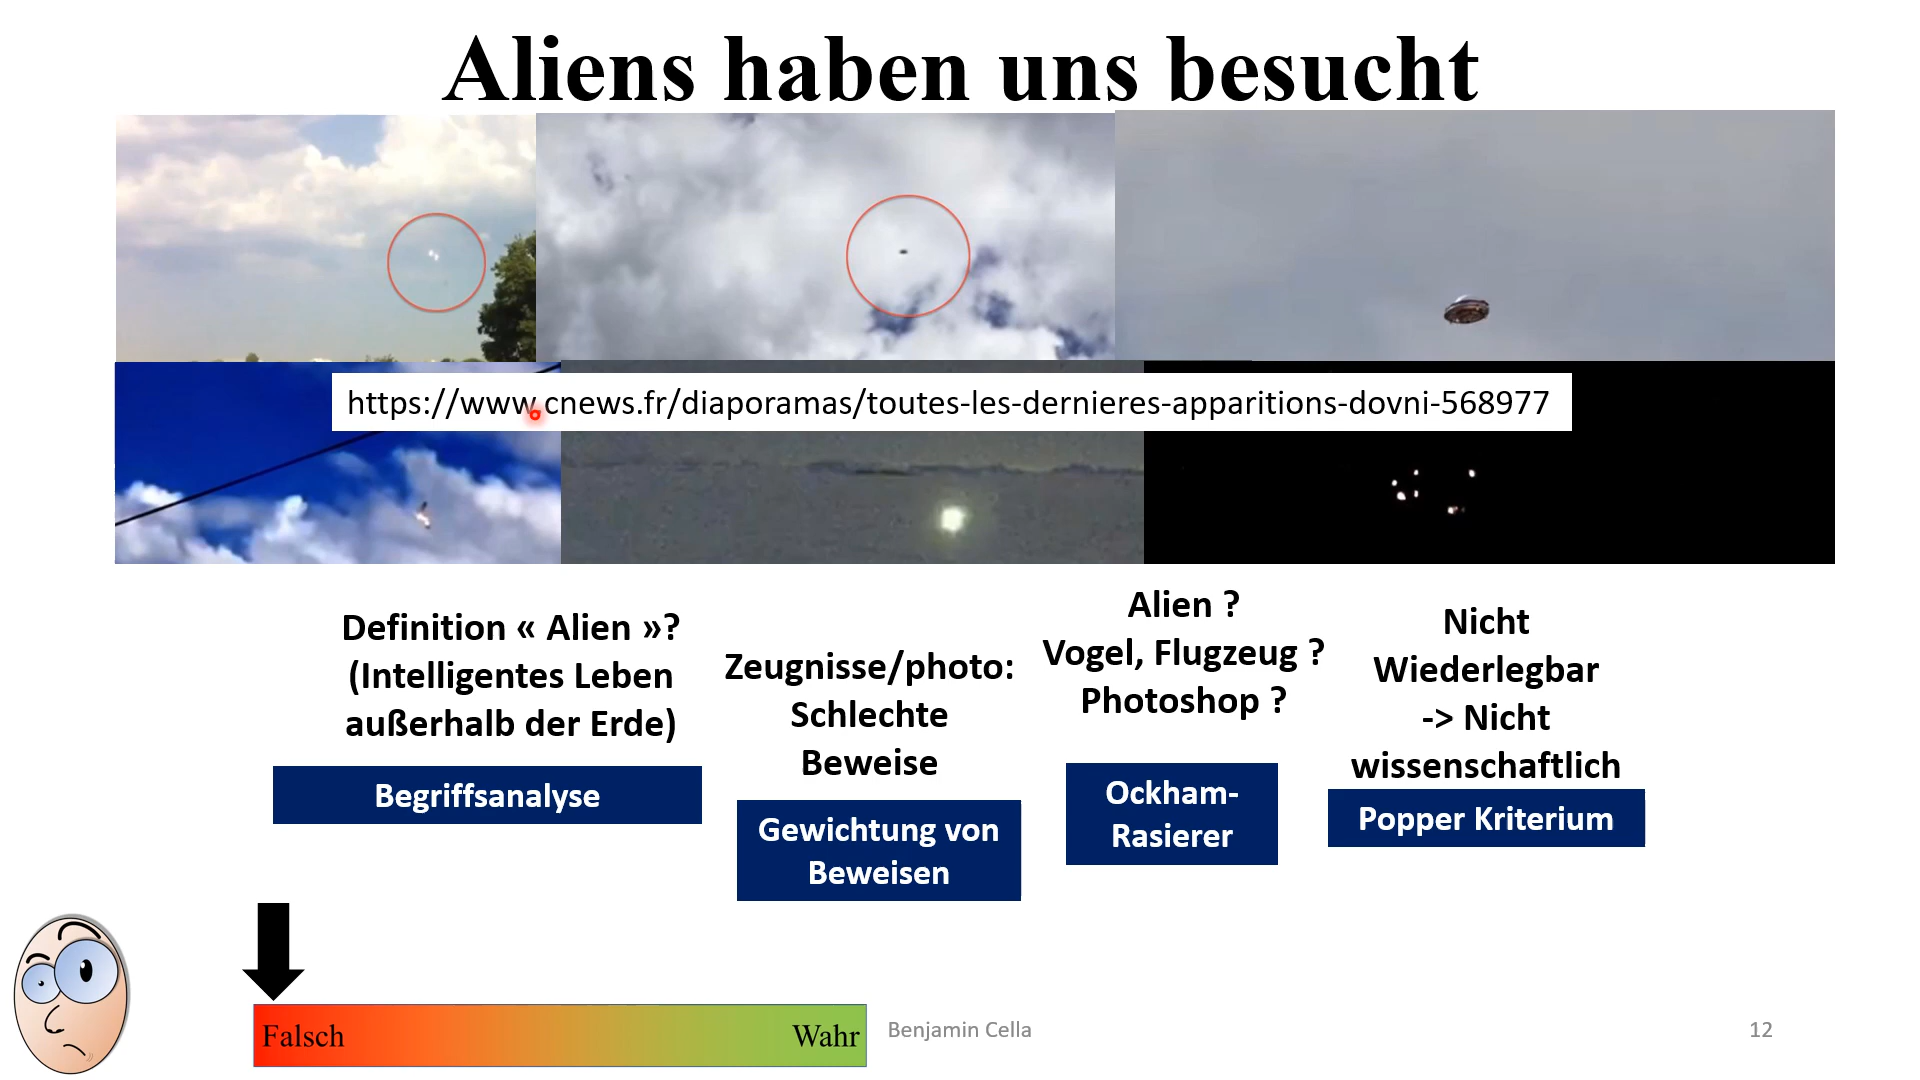 Aliens haben uns besucht
https://www.cnews.fr/diaporamas/toutes-les-dernieres-apparitions-dovni-568977
Definition « Alien »?
(Intelligentes Leben
außerhalb der Erde)
Begriffsanalyse
Zeugnisse/photo:
Schlechte
Beweise
Gewichtung von
Beweisen
Alien ?
Vogel, Flugzeug ?
Photoshop ?
Ockham-
Rasierer
Nicht
Wiederlegbar
-> Nicht
wissenschaftlich
Popper Kriterium
Falsch
Wahr
Benjamin Cella
12